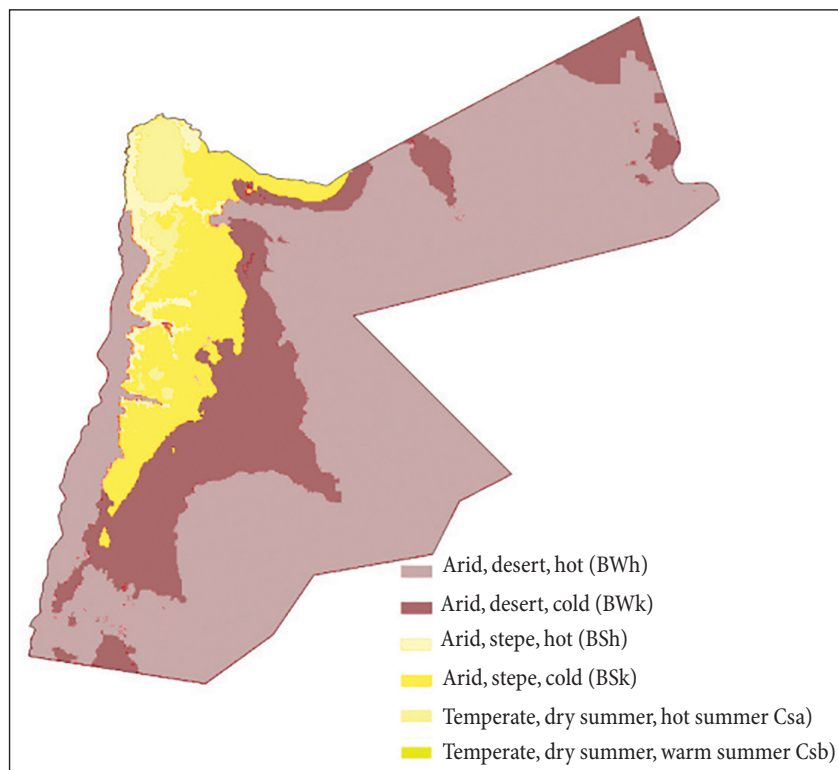 Arid, desert, hot (BWh)
Arid, desert, cold (BWk)
Arid, stepe, hot (BSh)
Arid, stepe, cold (BSk)
Temperate, dry summer, hot summer Csa)
Temperate, dry summer, warm summer Csb)